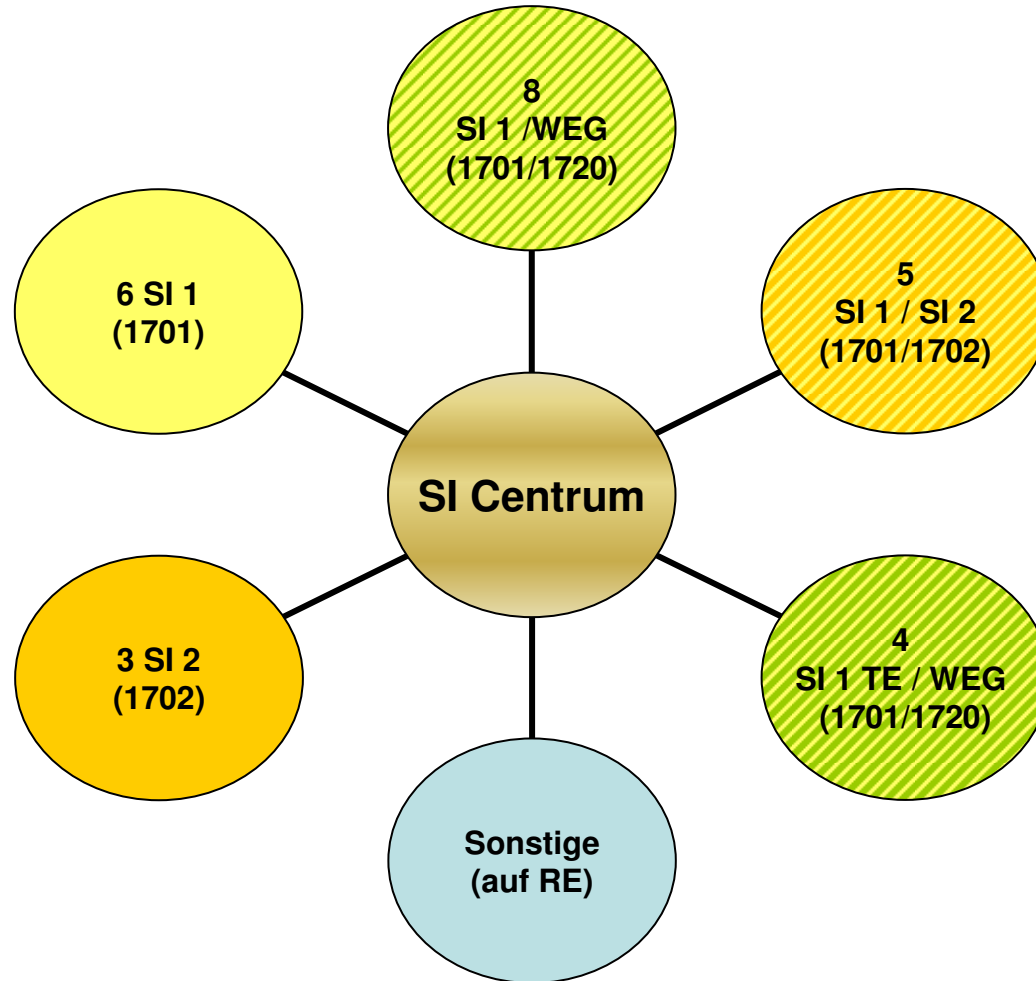 8
SI 1 /WEG
(1701/1720)
6 SI 1
(1701)
5
SI 1 / SI 2
(1701/1702)
SI Centrum
3 SI 2
(1702)
4
SI 1 TE / WEG
(1701/1720)
Sonstige
(auf RE)